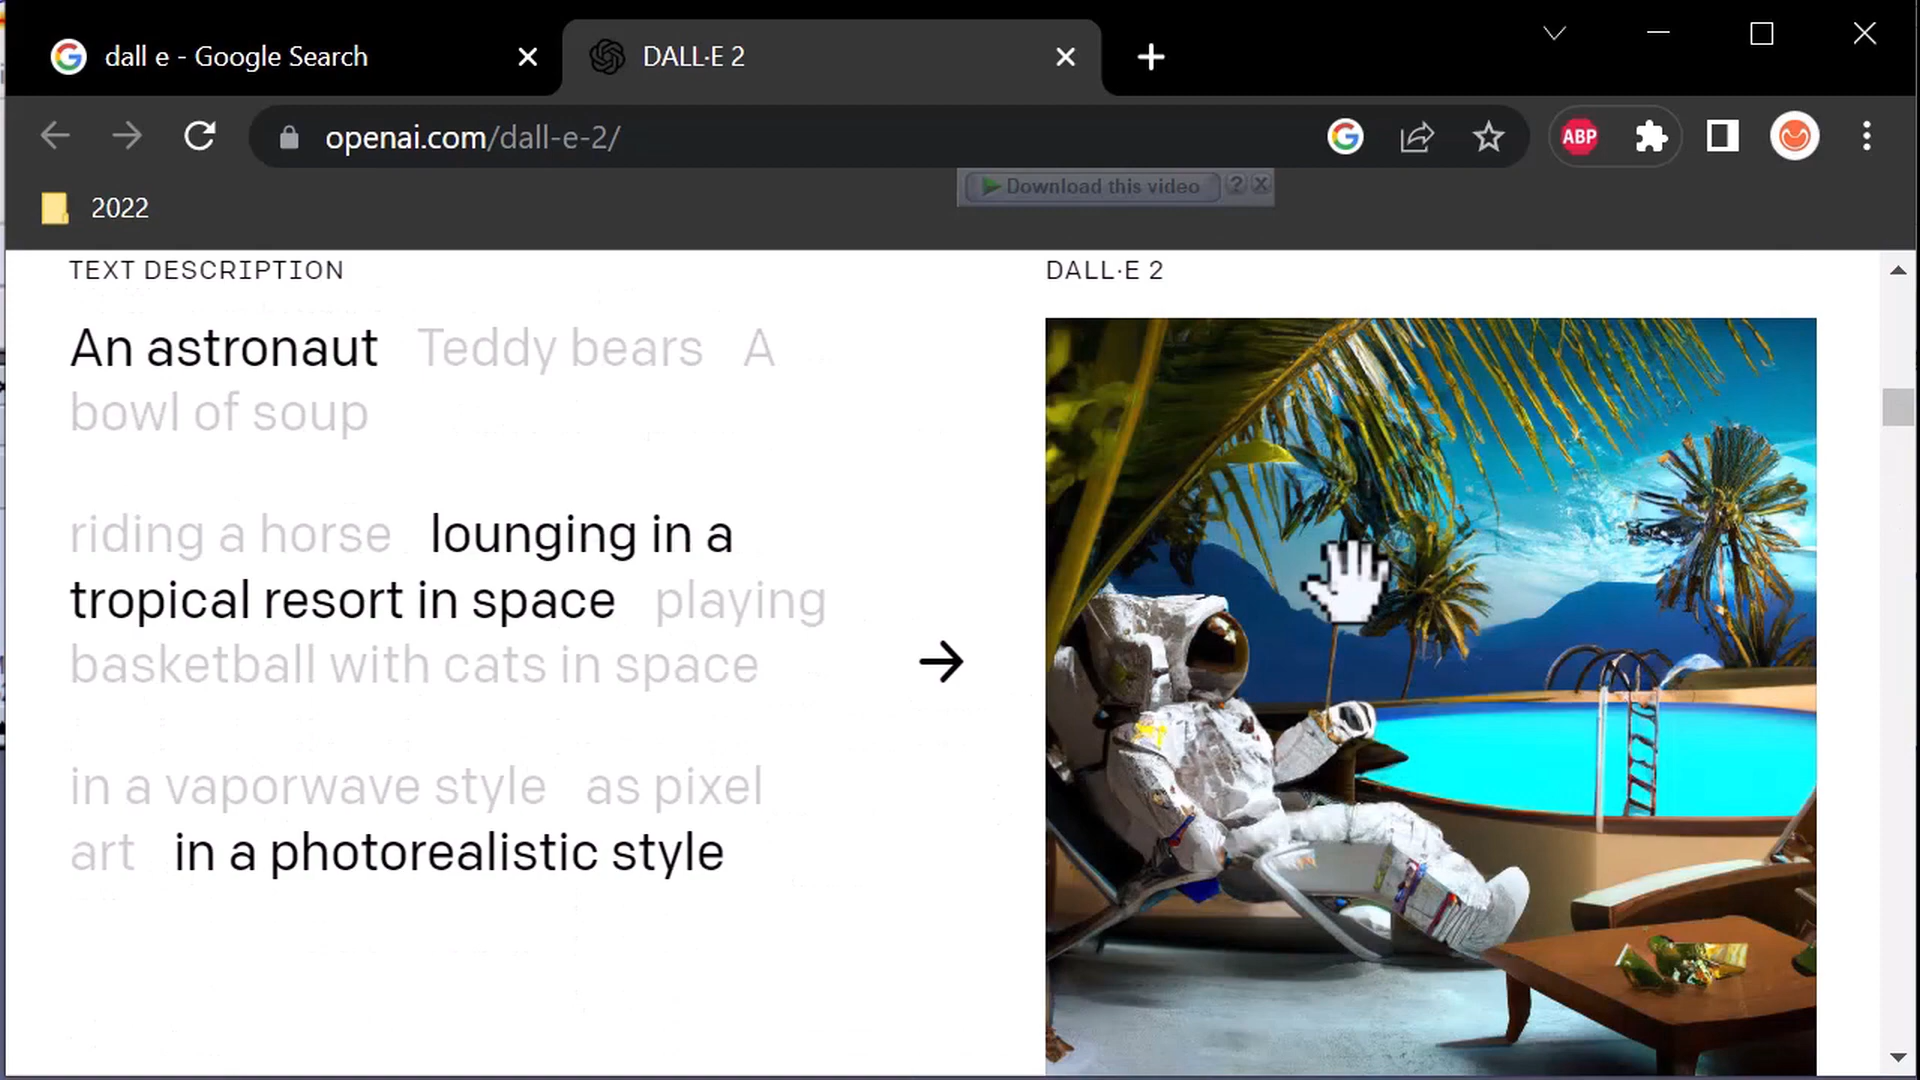 dall e - Google Search
DALL·E 2
openai.com/dall-e-2/
ABP
Download this video ? X
2022
TEXT DESCRIPTION
DALL·E 2
An astronaut Teddy bears A
bowl of soup
riding a horse lounging in a
tropical resort in space playing
basketball with cats in space
in a vaporwave style as pixel
art in a photorealistic style